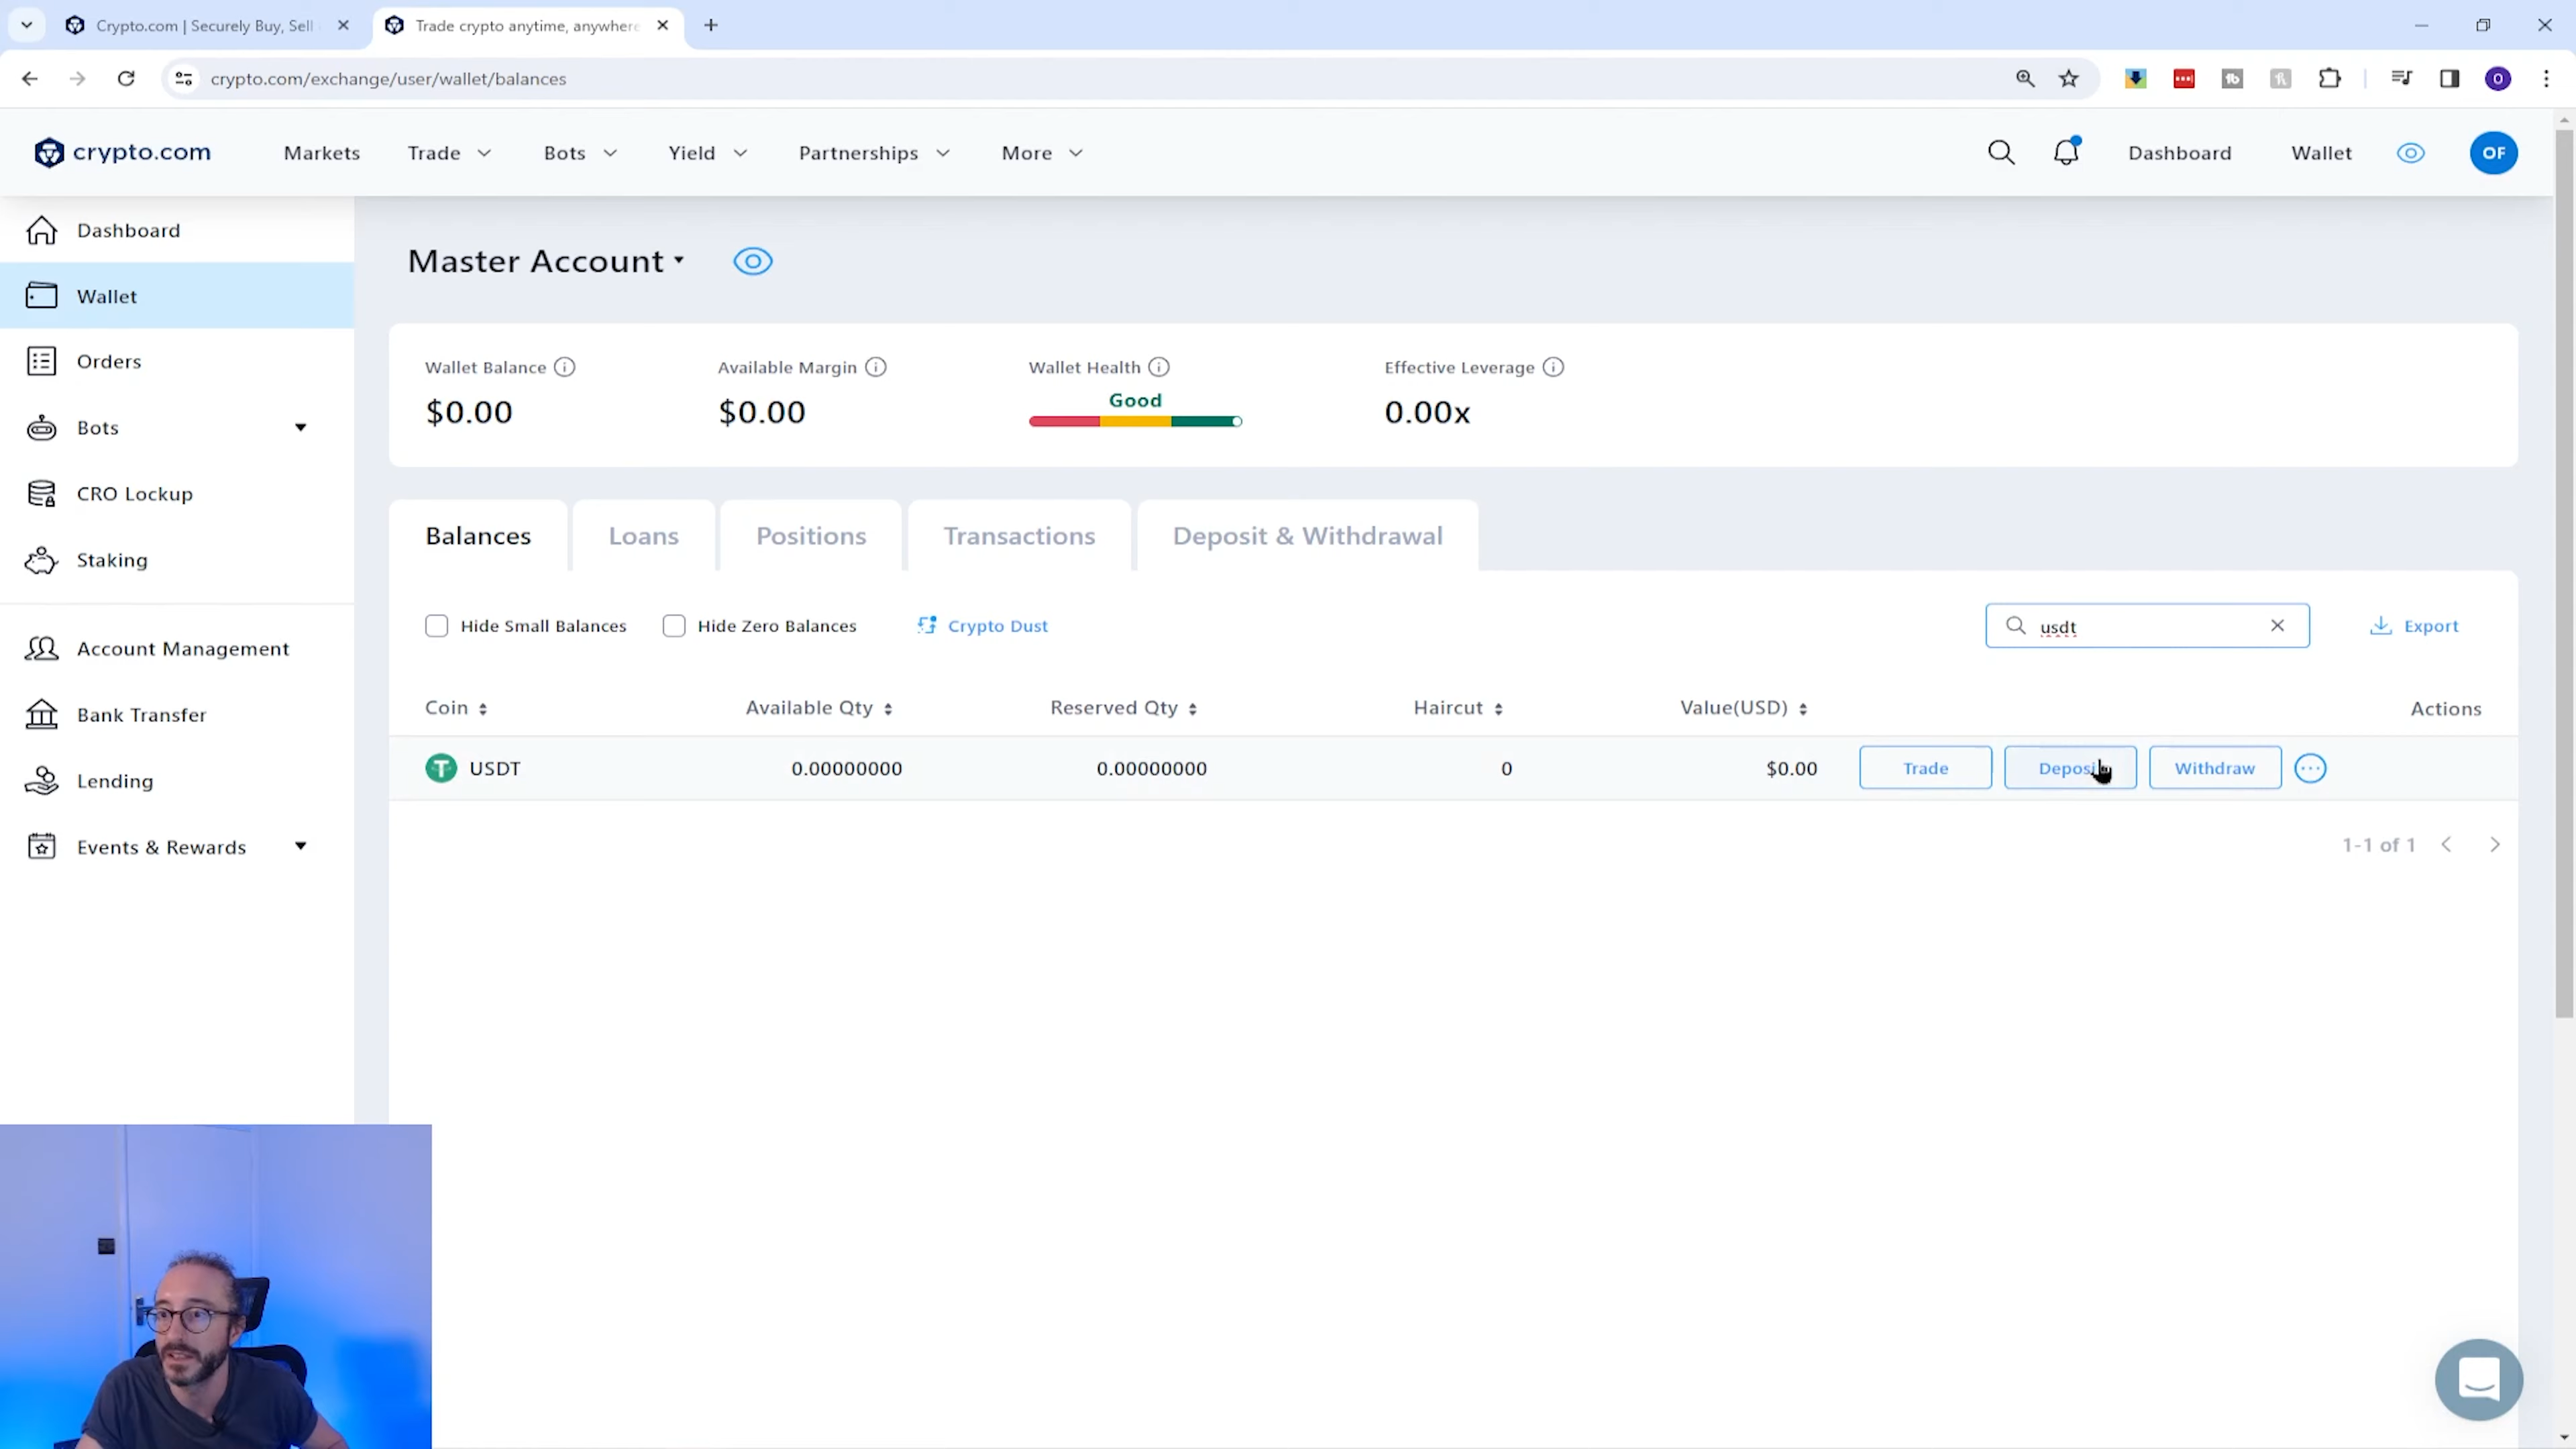 Crypto.com | Securely Buy, Sell
Trade crypto anytime, anywhere
crypto.com/exchange/user/wallet/balances
O
crypto.com
Markets
Trade
Bots
Yield
Partnerships
More
Dashboard
Wallet
OF
Dashboard
Wallet
Orders
Bots
CRO Lockup
Staking
Account Management
Bank Transfer
Lending
Events & Rewards
Master Account
Wallet Balance
$0.00
Available Margin
$0.00
Wallet Health
Good
Effective Leverage
0.00x
Balances
Loans
Positions
Transactions
Deposit & Withdrawal
Hide Small Balances
Hide Zero Balances
Crypto Dust
usdt
Export
Coin
Available Qty
Reserved Qty
Haircut
Value(USD)
Actions
USDT
0.00000000
0.00000000
0
$0.00
Trade
Deposit
Withdraw
1-1 of 1